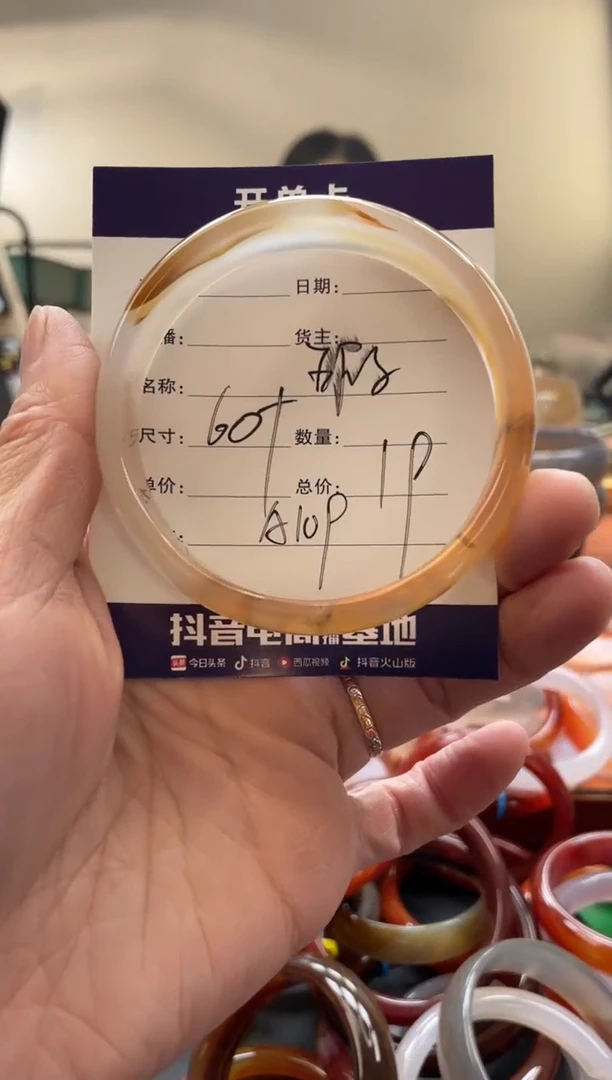 开单卡
日期:
播: 货主:
名称:
尺寸: 60+ 数量:
单价: 总价: 1P
A10P
抖音电商直播基地
今日头条 抖音 西瓜视频 抖音火山版